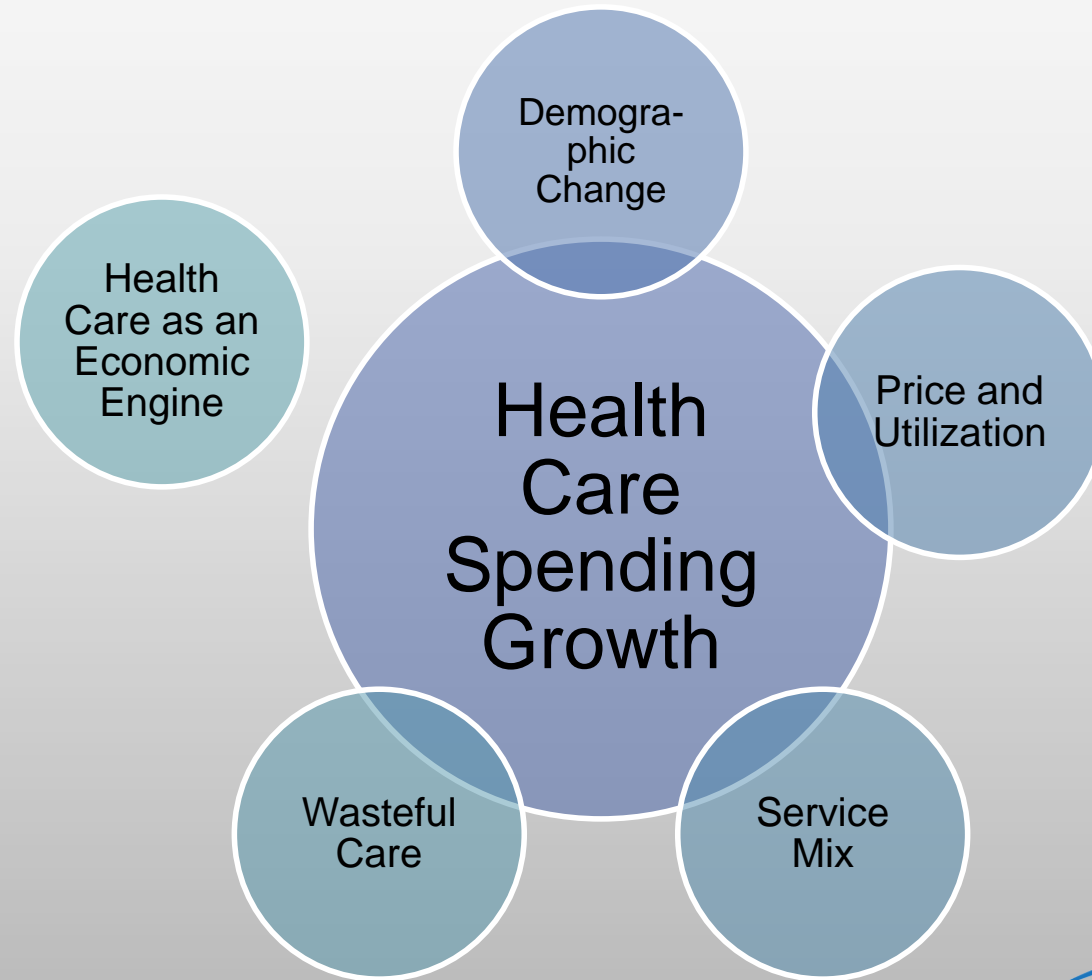 Demogra-
phic
Change
Health
Care as an
Economic
Engine
Health
Care
Spending
Growth
Price and
Utilization
Wasteful
Care
Service
Mix